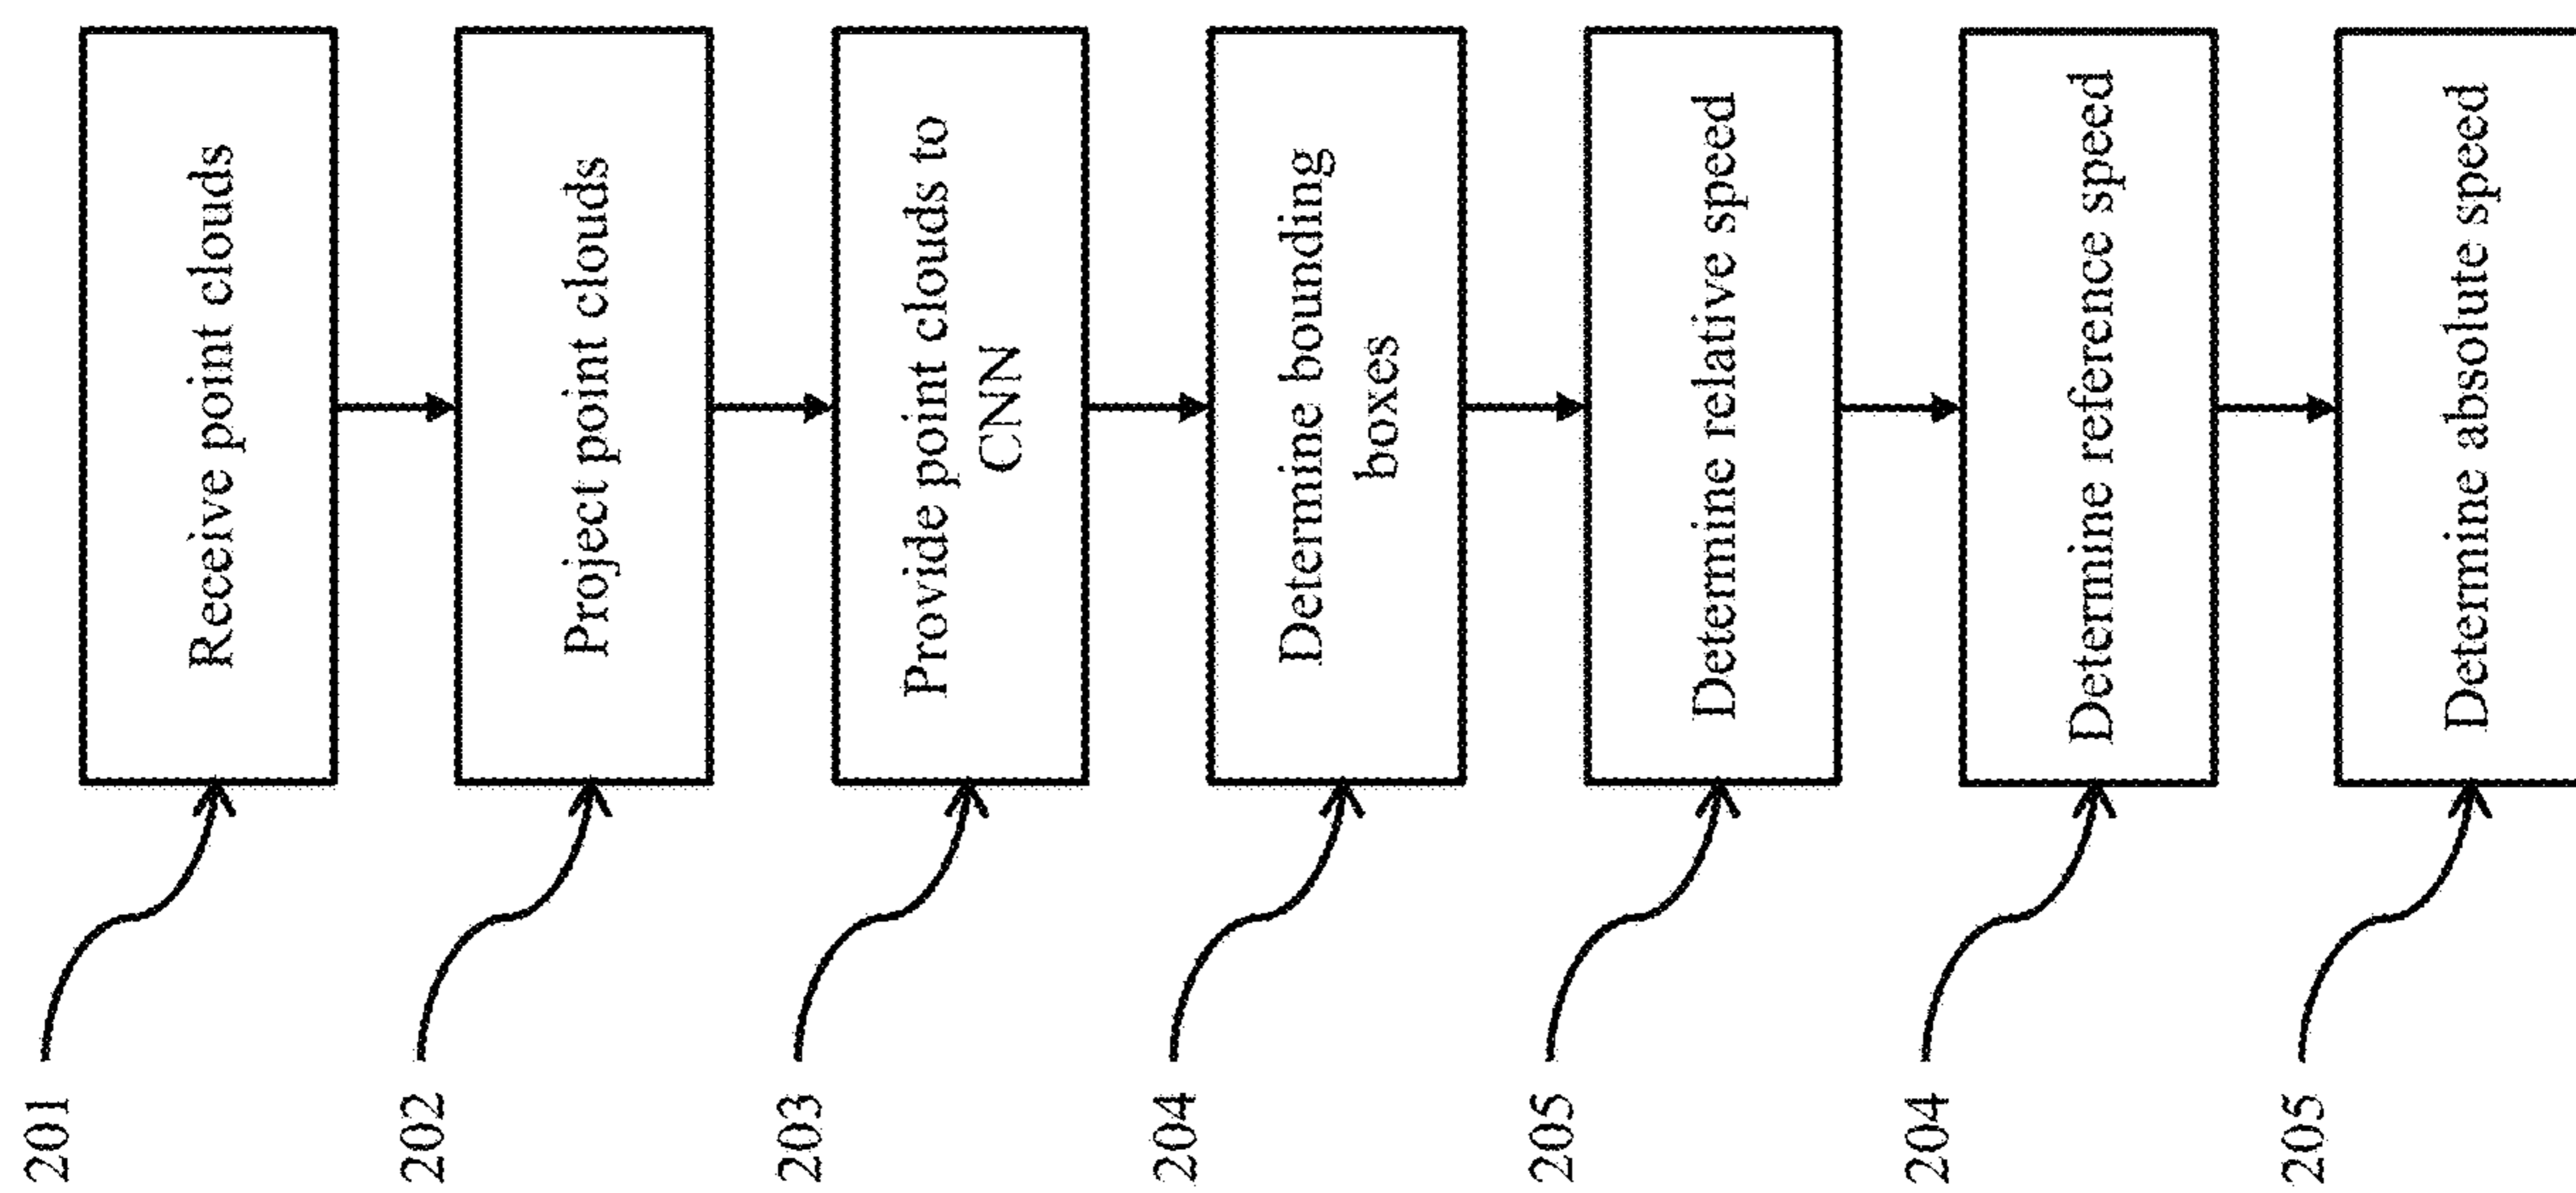 201
Receive point clouds
202
Project point clouds
203
Provide point clouds to
CNN
204
Determine bounding
boxes
205
Determine relative speed
204
Determine reference speed
205
Determine absolute speed